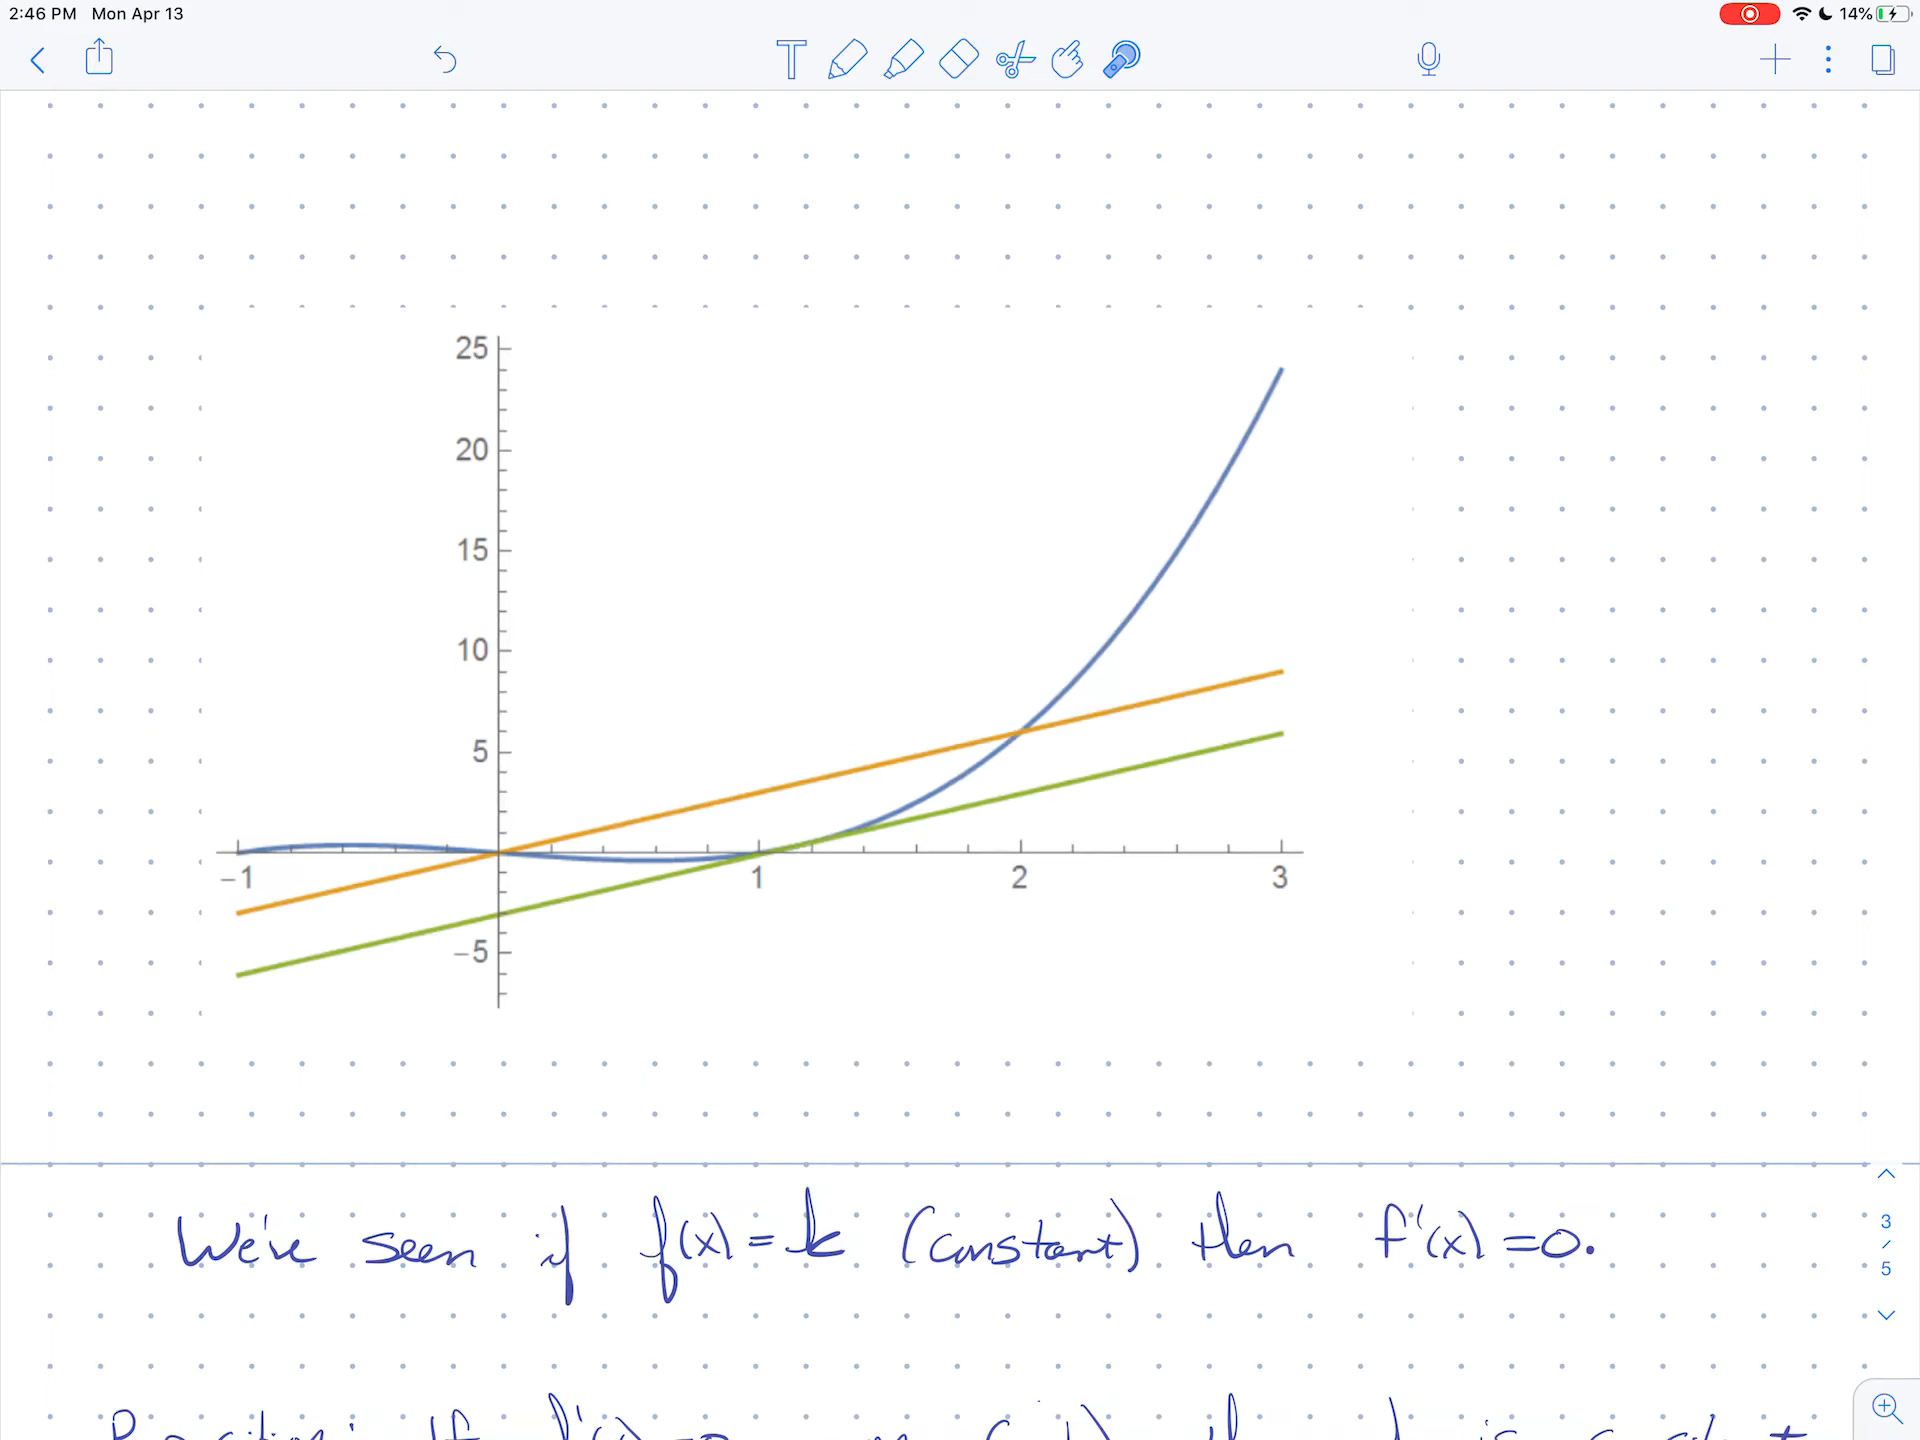 2:46 PM Mon Apr 13 14%
T
25
20
15
10
5
-1 1 2 3
-5
We've seen if f(x) = k (constant) then f'(x) = 0.
3
/
5